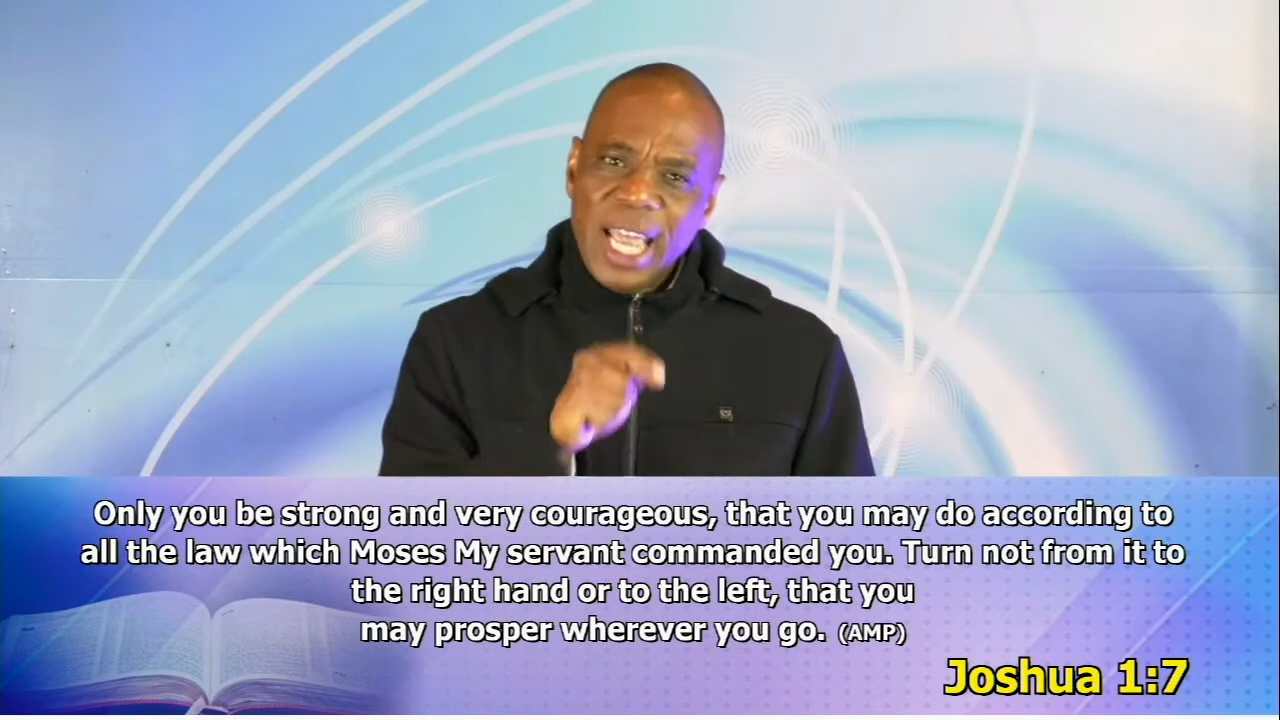 Only you be strong and very courageous, that you may do according to
all the law which Moses My servant commanded you. Turn not from it to
the right hand or to the left, that you
may prosper wherever you go. (AMP)
Joshua 1:7